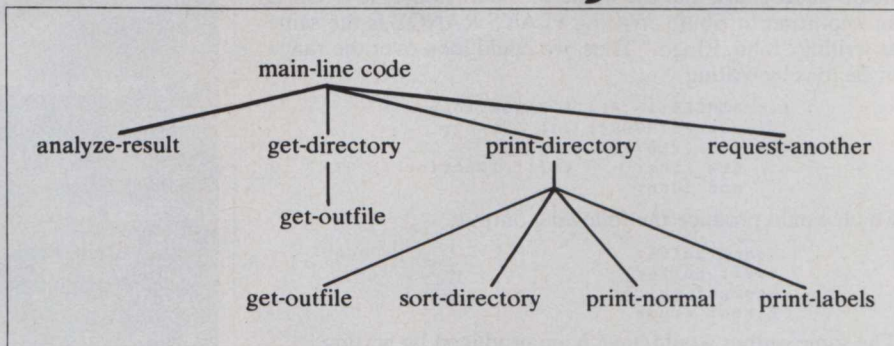 main-line code
analyze-result get-directory print-directory request-another
get-outfile
get-outfile sort-directory print-normal print-labels